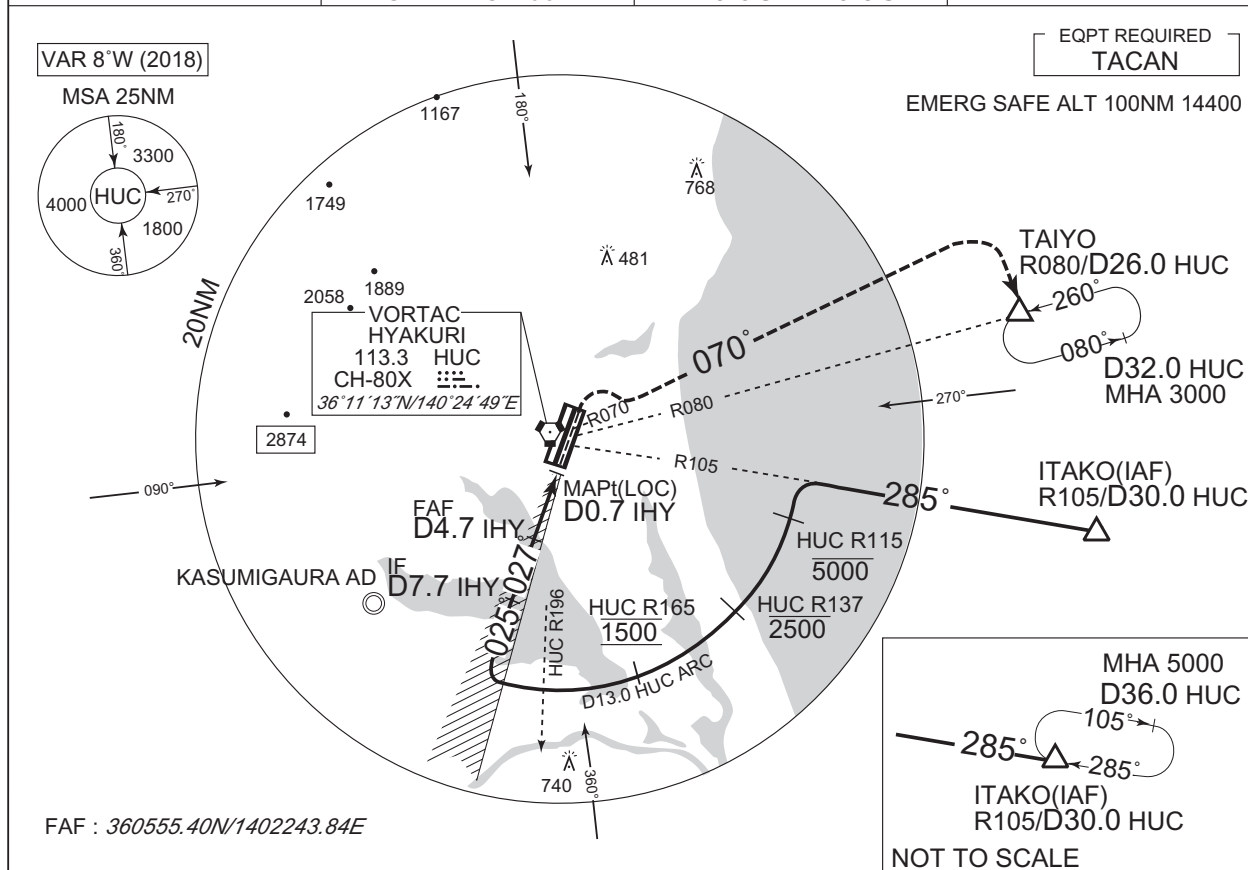 VAR 8°W (2018)
MSA 25NM
180°
3300
HUC
270°
4000
1800
360°
EQPT REQUIRED
TACAN
EMERG SAFE ALT 100NM 14400
180°
1167
768
1749
481
1889
2058
20NM
VORTAC
HYAKURI
113.3 HUC
CH-80X
36°11´13˝N/140°24´49˝E
2874
TAIYO
R080/D26.0 HUC
260°
080°
D32.0 HUC
MHA 3000
070°
R070
R080
270°
R105
090°
MAPt(LOC)
D0.7 IHY
FAF
D4.7 IHY
285°
ITAKO(IAF)
R105/D30.0 HUC
HUC R115
5000
KASUMIGAURA AD
IF
D7.7 IHY
025°
027°
HUC R196
HUC R165
1500
HUC R137
2500
D13.0 HUC ARC
740
360°
MHA 5000
D36.0 HUC
105°
285°
285°
ITAKO(IAF)
R105/D30.0 HUC
NOT TO SCALE
FAF : 360555.40N/1402243.84E